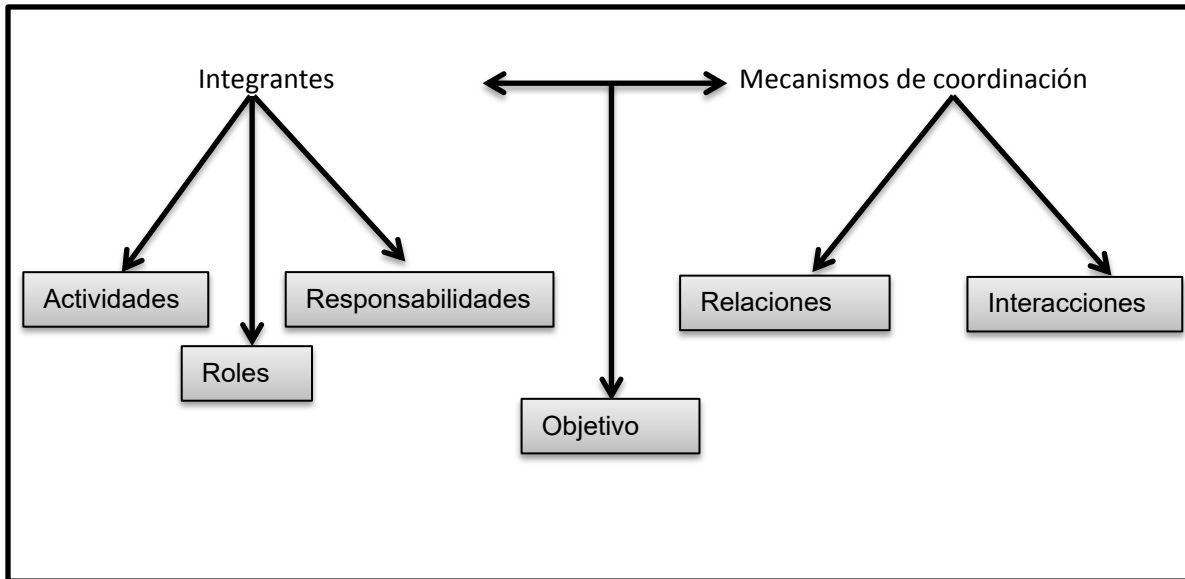 Integrantes
Mecanismos de coordinación
Actividades
Responsabilidades
Relaciones
Interacciones
Roles
Objetivo